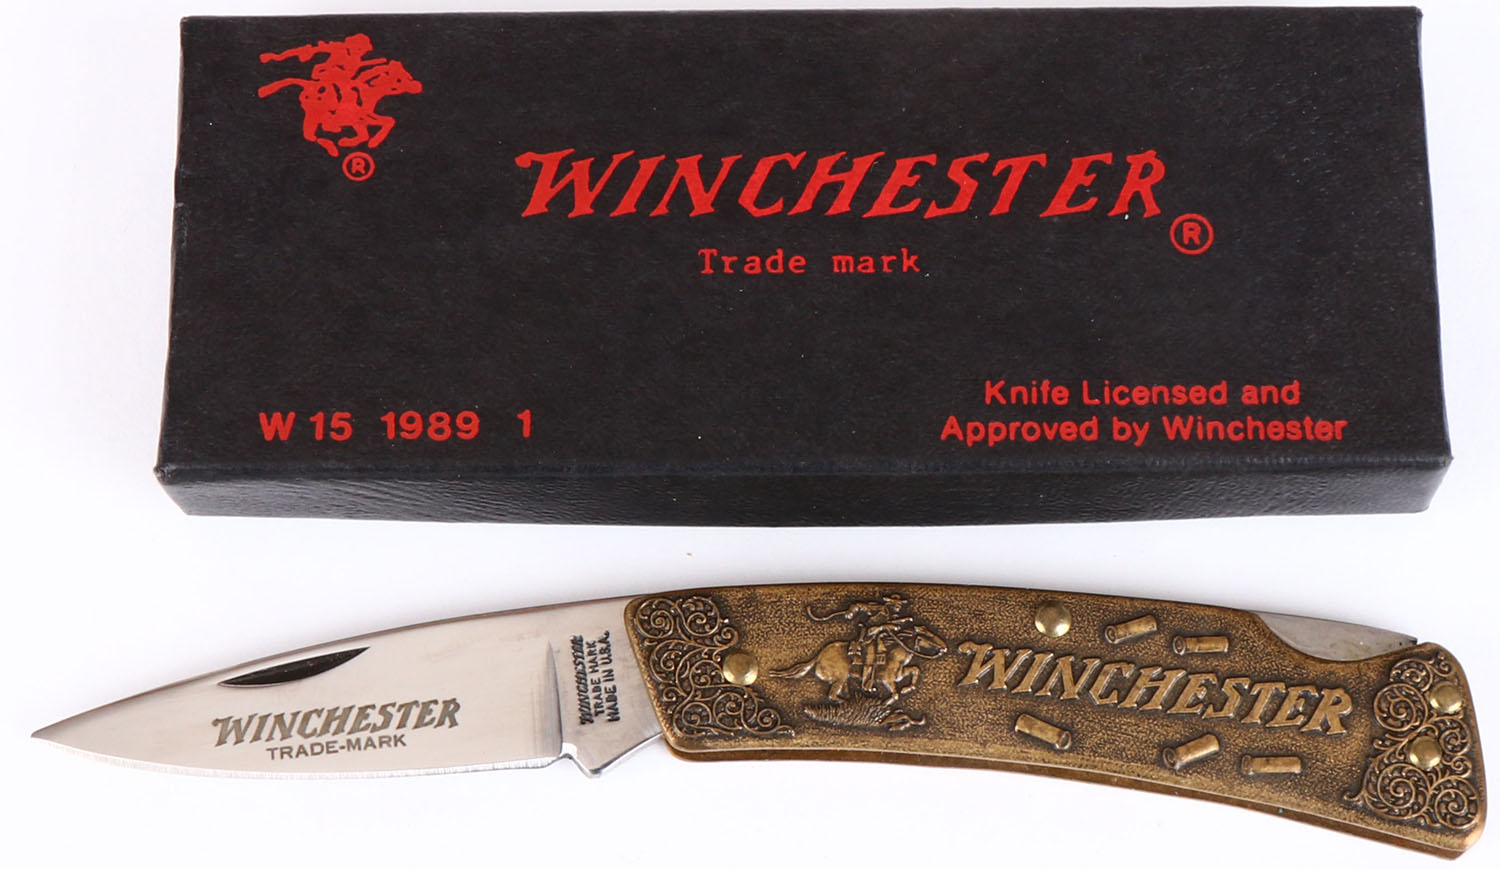 ®
WINCHESTER®
Trade mark
Knife Licensed and
Approved by Winchester
W 15 1989 1
WINCHESTER
TRADE-MARK
WINCHESTER
TRADE MARK
MADE IN U.S.A.
WINCHESTER